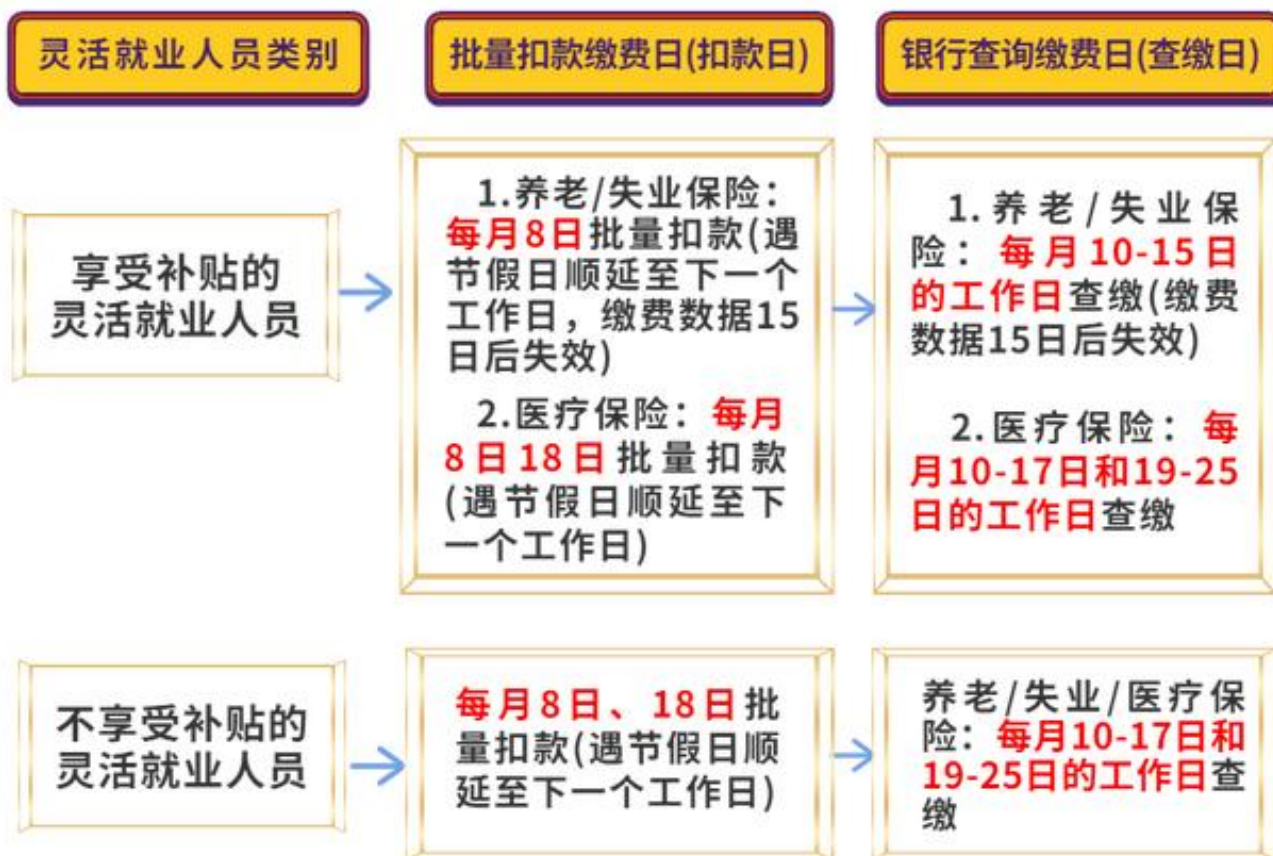 灵活就业人员类别
批量扣款缴费日(扣款日)
银行查询缴费日(查缴日)
享受补贴的
灵活就业人员
1.养老/失业保险：
每月8日批量扣款(遇
节假日顺延至下一个
工作日，缴费数据15
日后失效)
2.医疗保险：每月
8日18日批量扣款
(遇节假日顺延至下
一个工作日)
1.养老/失业保
险：每月10-15日
的工作日查缴(缴费
数据15日后失效)
2.医疗保险：每
月10-17日和19-25
日的工作日查缴
不享受补贴的
灵活就业人员
每月8日、18日批
量扣款(遇节假日顺
延至下一个工作日)
养老/失业/医疗保
险：每月10-17日和
19-25日的工作日查
缴